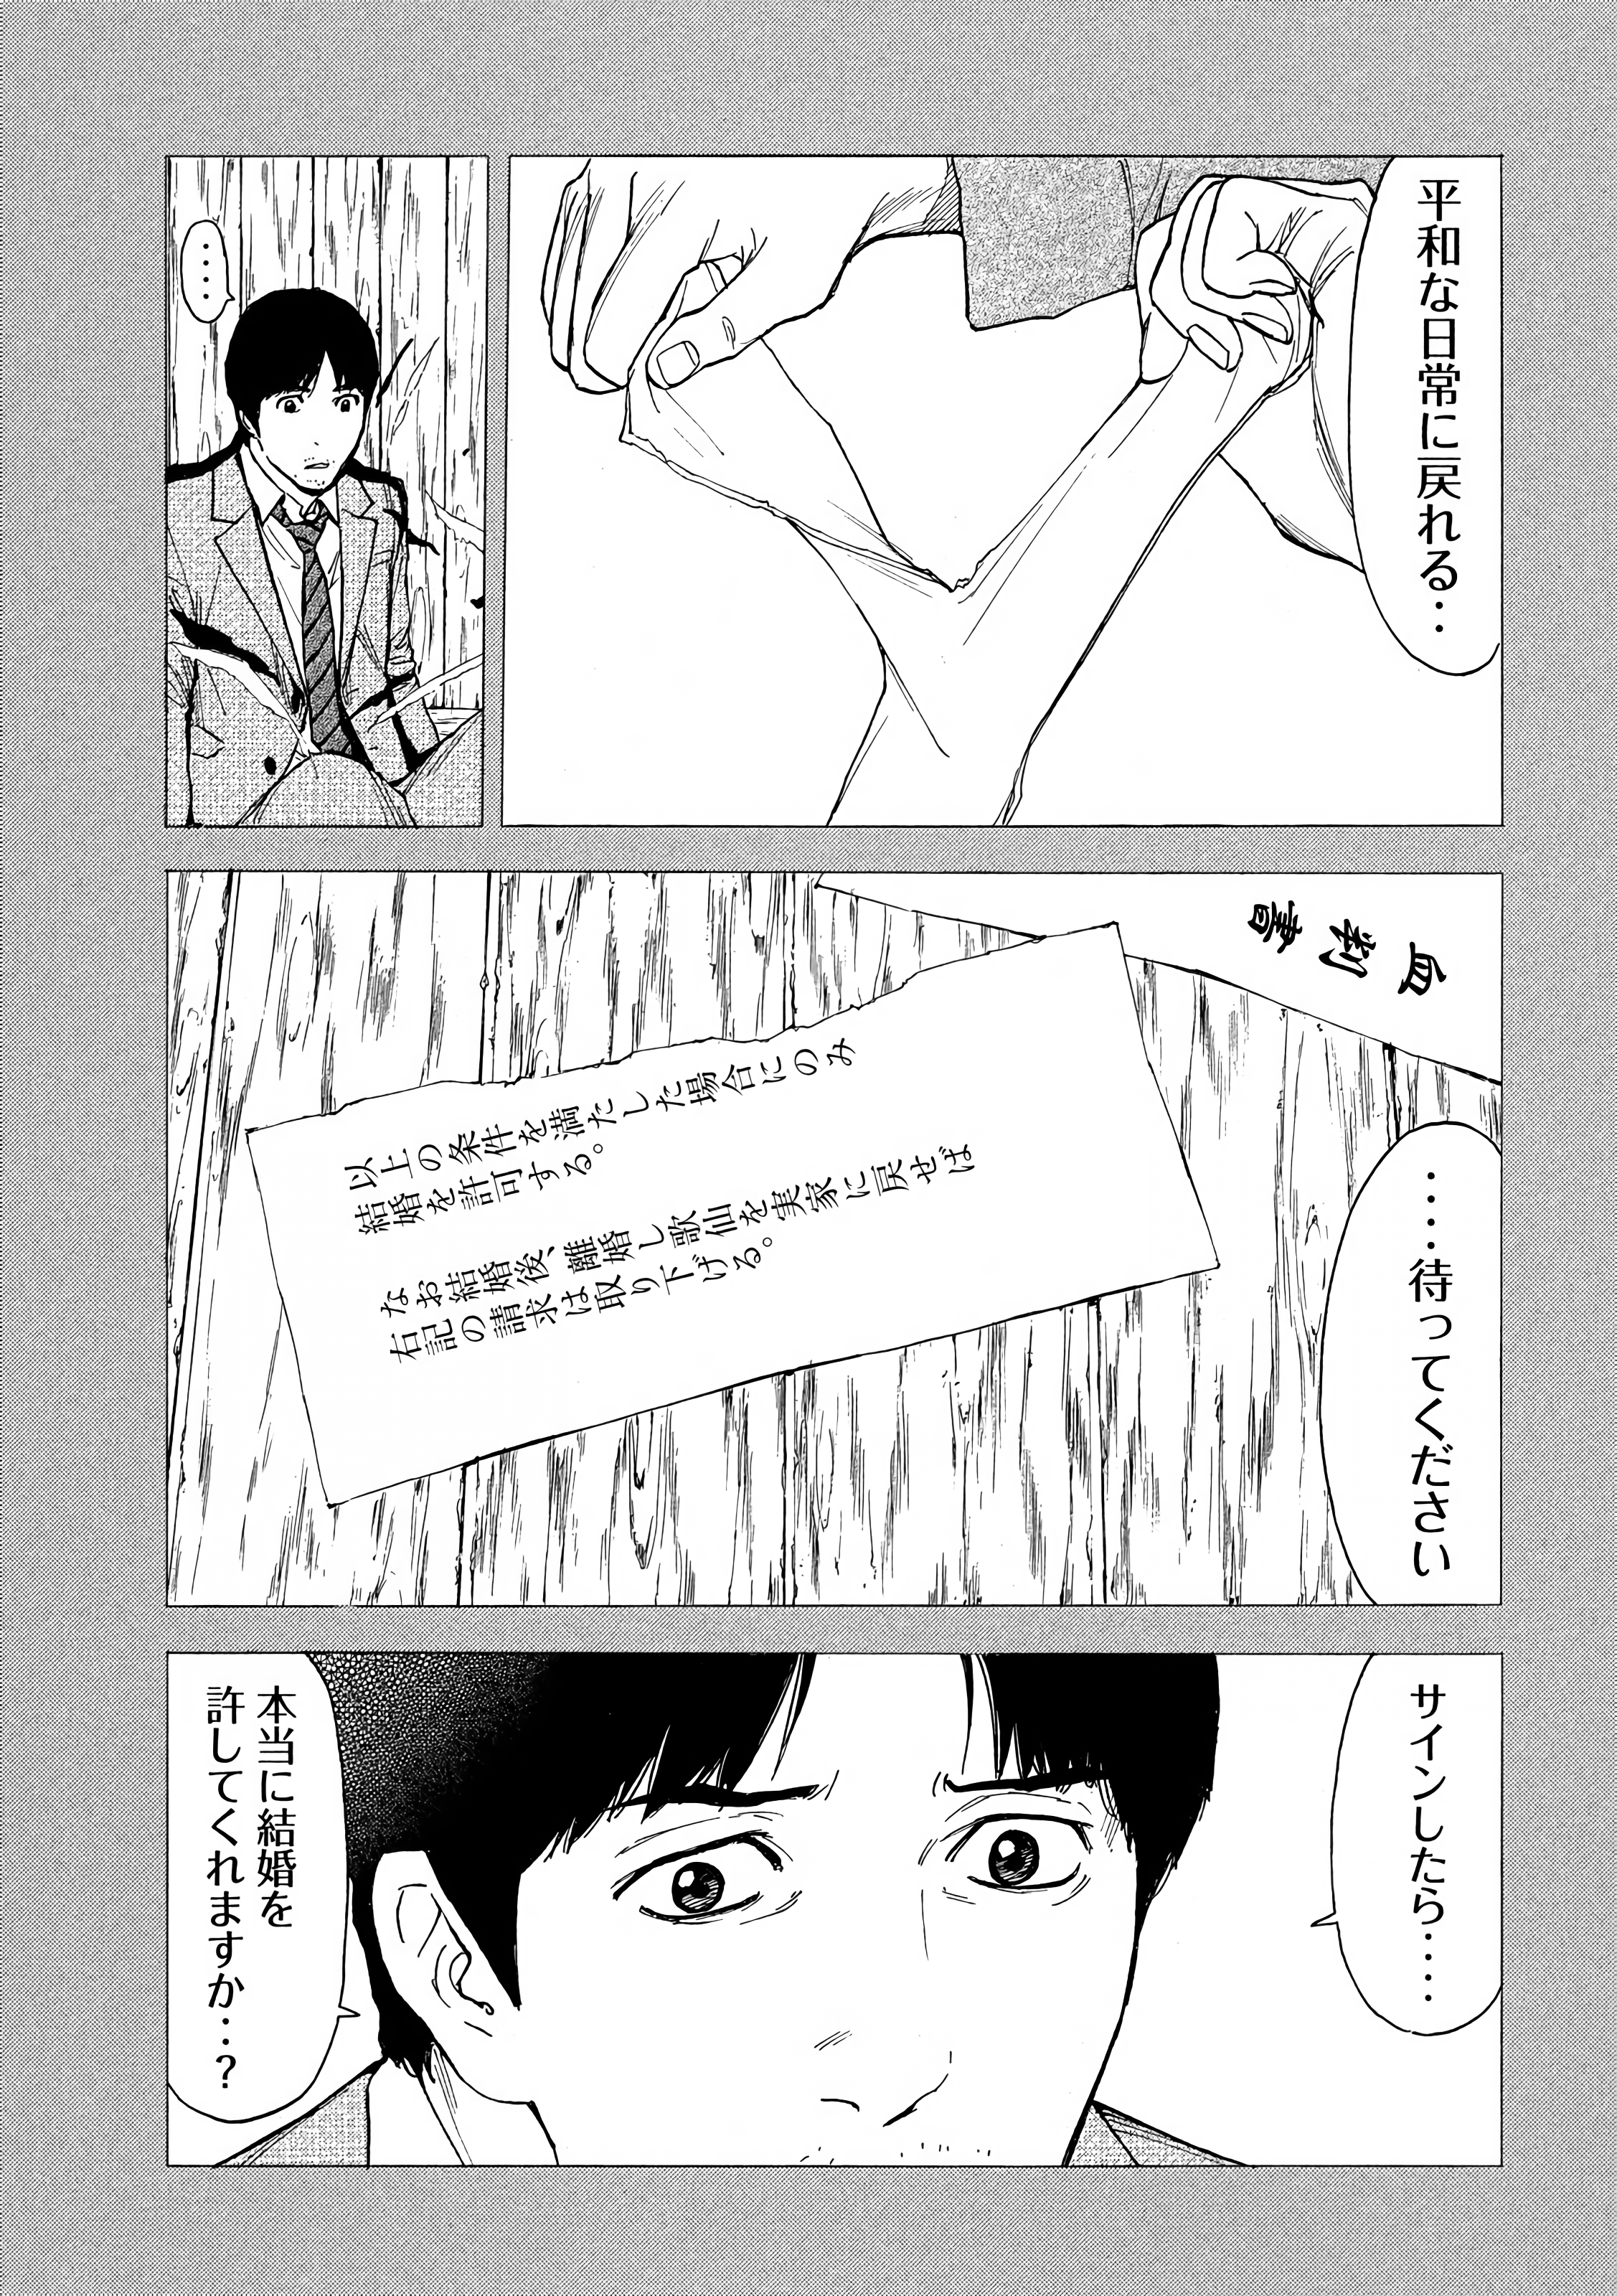 平和な日常に戻れる‥
‥‥
血判書
以上の条件を満たした場合にのみ
結婚を許可する。
なお結婚後、離婚し歌仙を実家に戻せば
右記の請求は取り下げる。
‥‥待ってください
サインしたら‥‥
本当に結婚を
許してくれますか‥?